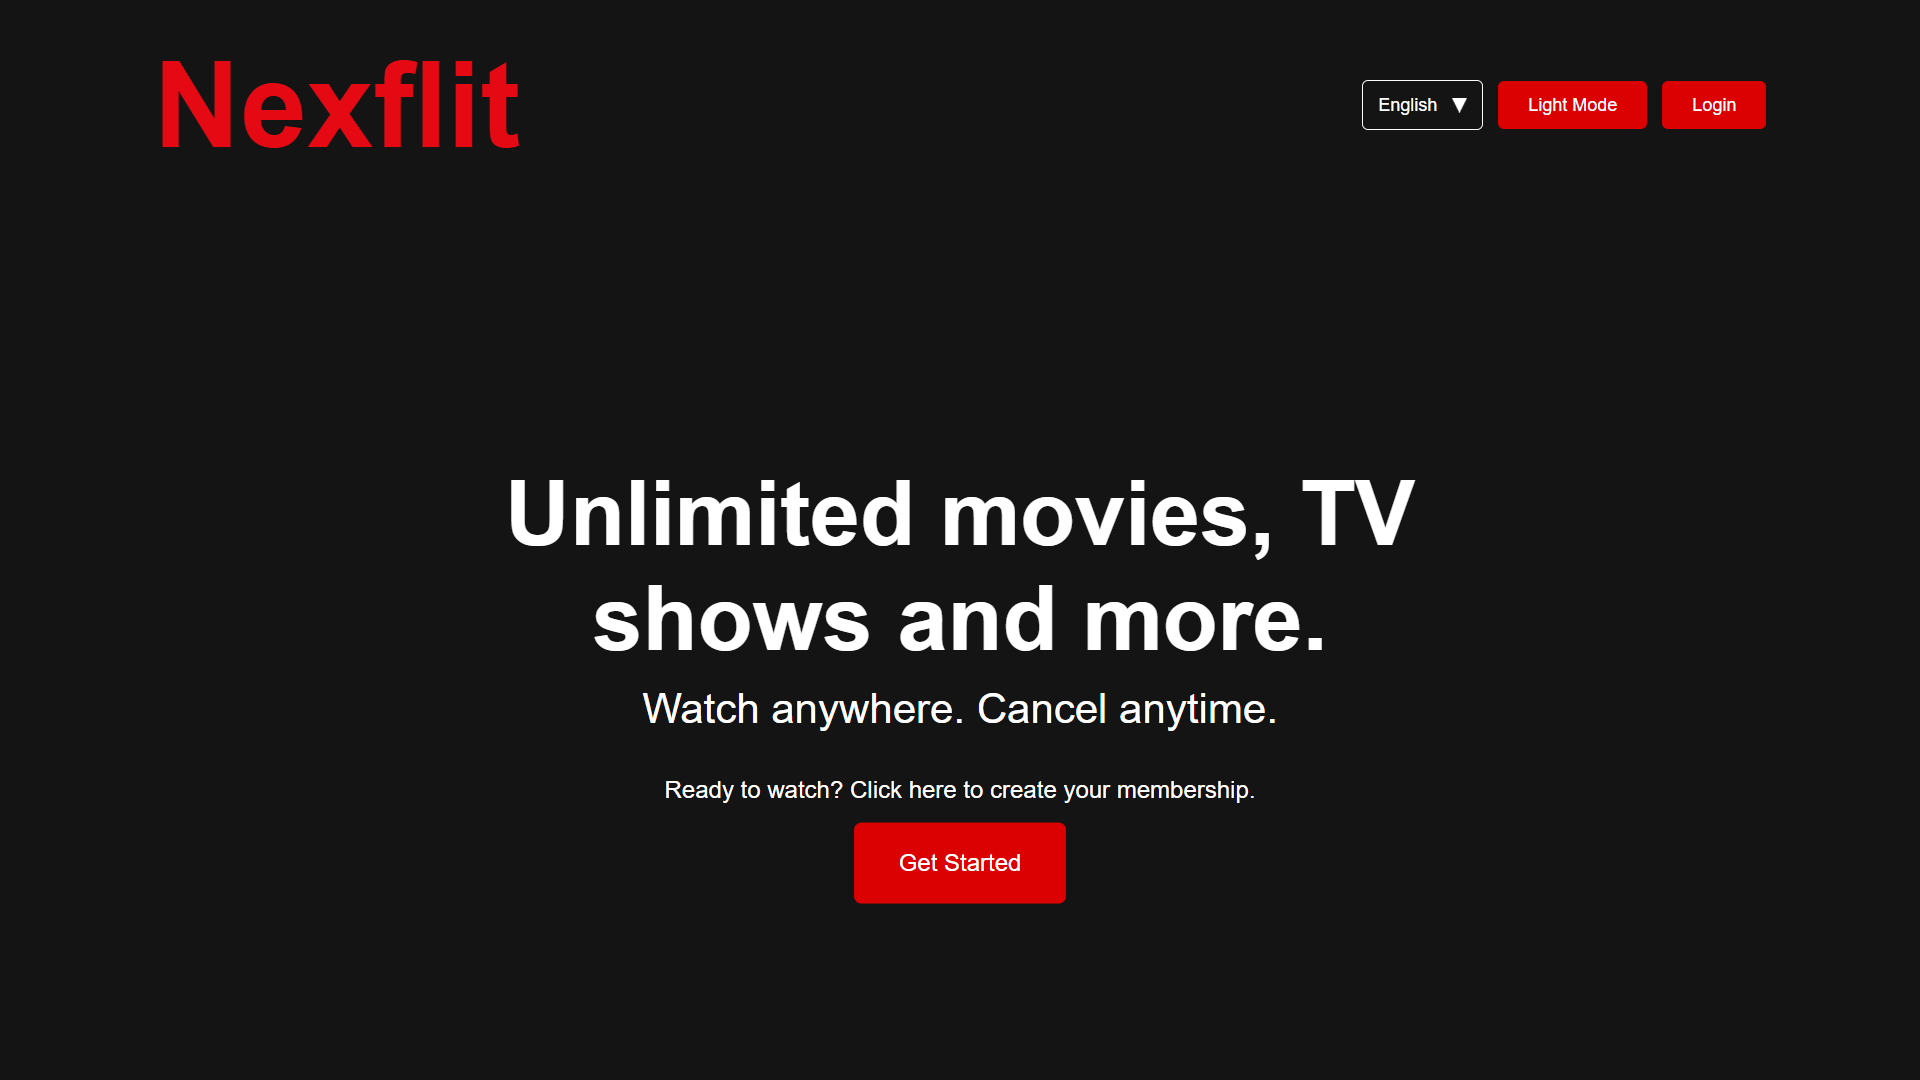 Nexflit
English
Light Mode
Login
Unlimited movies, TV
shows and more.
Watch anywhere. Cancel anytime.
Ready to watch? Click here to create your membership.
Get Started